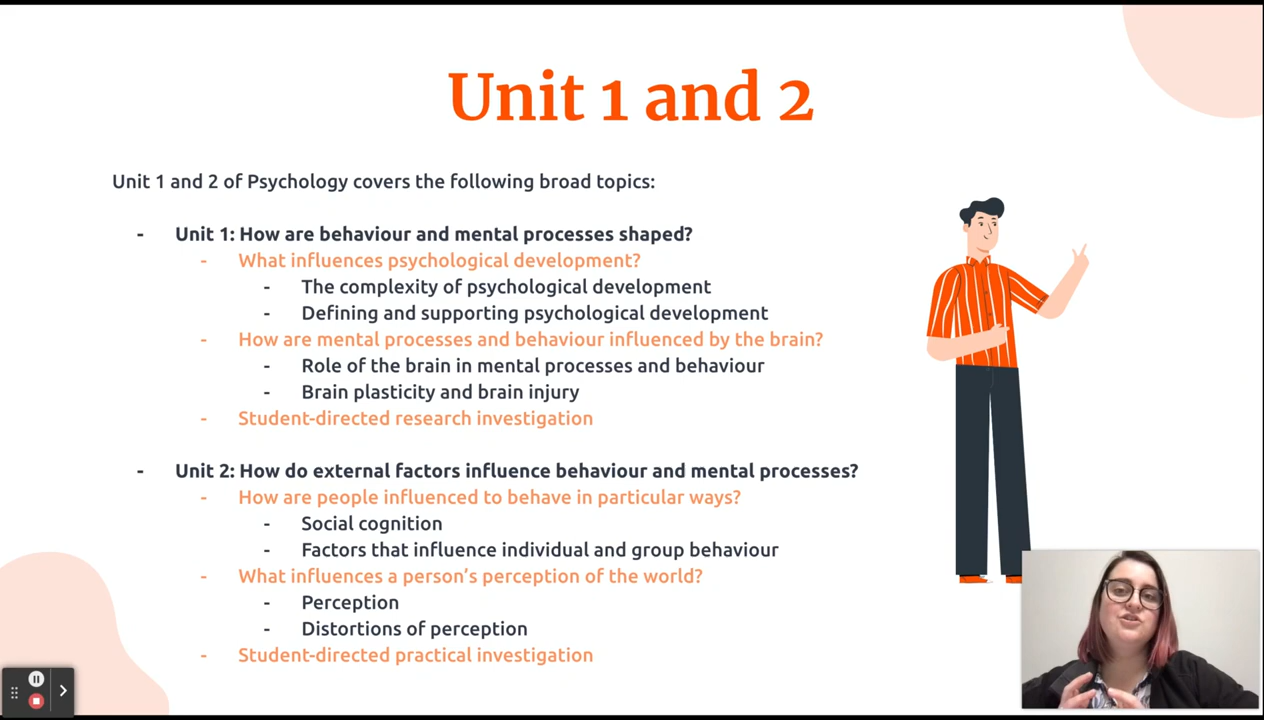 Unit 1 and 2
Unit 1 and 2 of Psychology covers the following broad topics:
- Unit 1: How are behaviour and mental processes shaped?
- What influences psychological development?
- The complexity of psychological development
- Defining and supporting psychological development
- How are mental processes and behaviour influenced by the brain?
- Role of the brain in mental processes and behaviour
- Brain plasticity and brain injury
- Student-directed research investigation
- Unit 2: How do external factors influence behaviour and mental processes?
- How are people influenced to behave in particular ways?
- Social cognition
- Factors that influence individual and group behaviour
- What influences a person’s perception of the world?
- Perception
- Distortions of perception
- Student-directed practical investigation